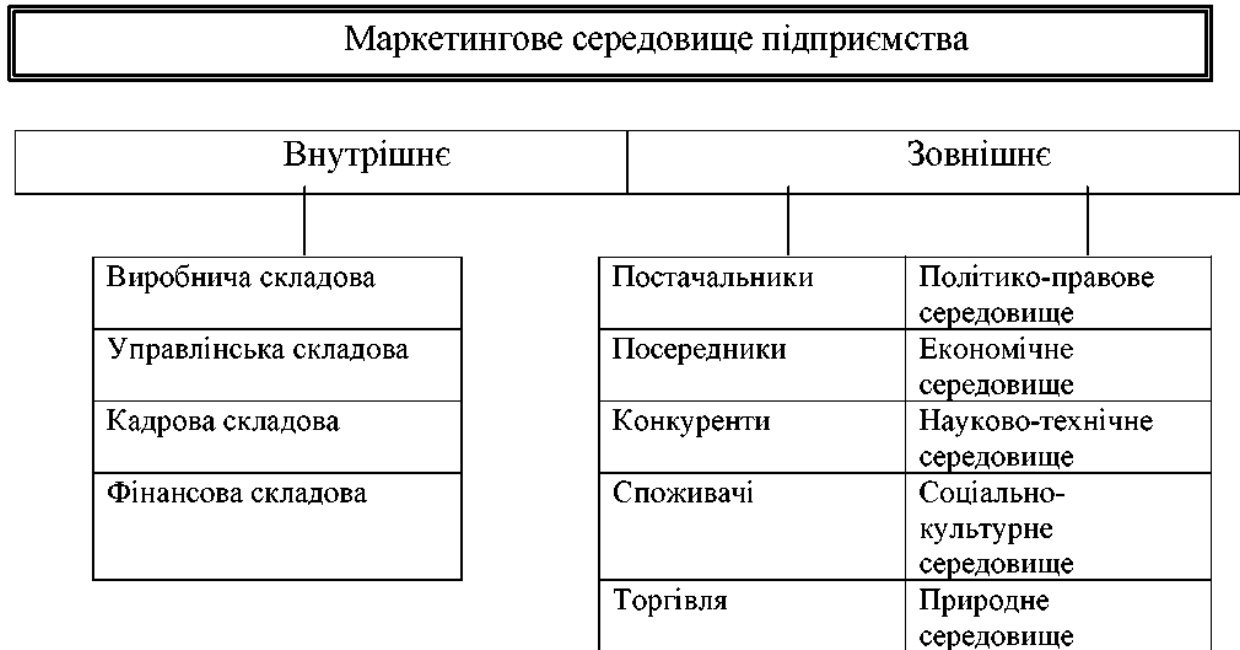 Маркетингове середовище підприємства
Внутрішнє
Зовнішнє
Виробнича складова
Управлінська складова
Кадрова складова
Фінансова складова
Постачальники
Політико-правове
середовище
Посередники
Економічне
середовище
Конкуренти
Науково-технічне
середовище
Споживачі
Соціально-
культурне
середовище
Торгівля
Природне
середовище